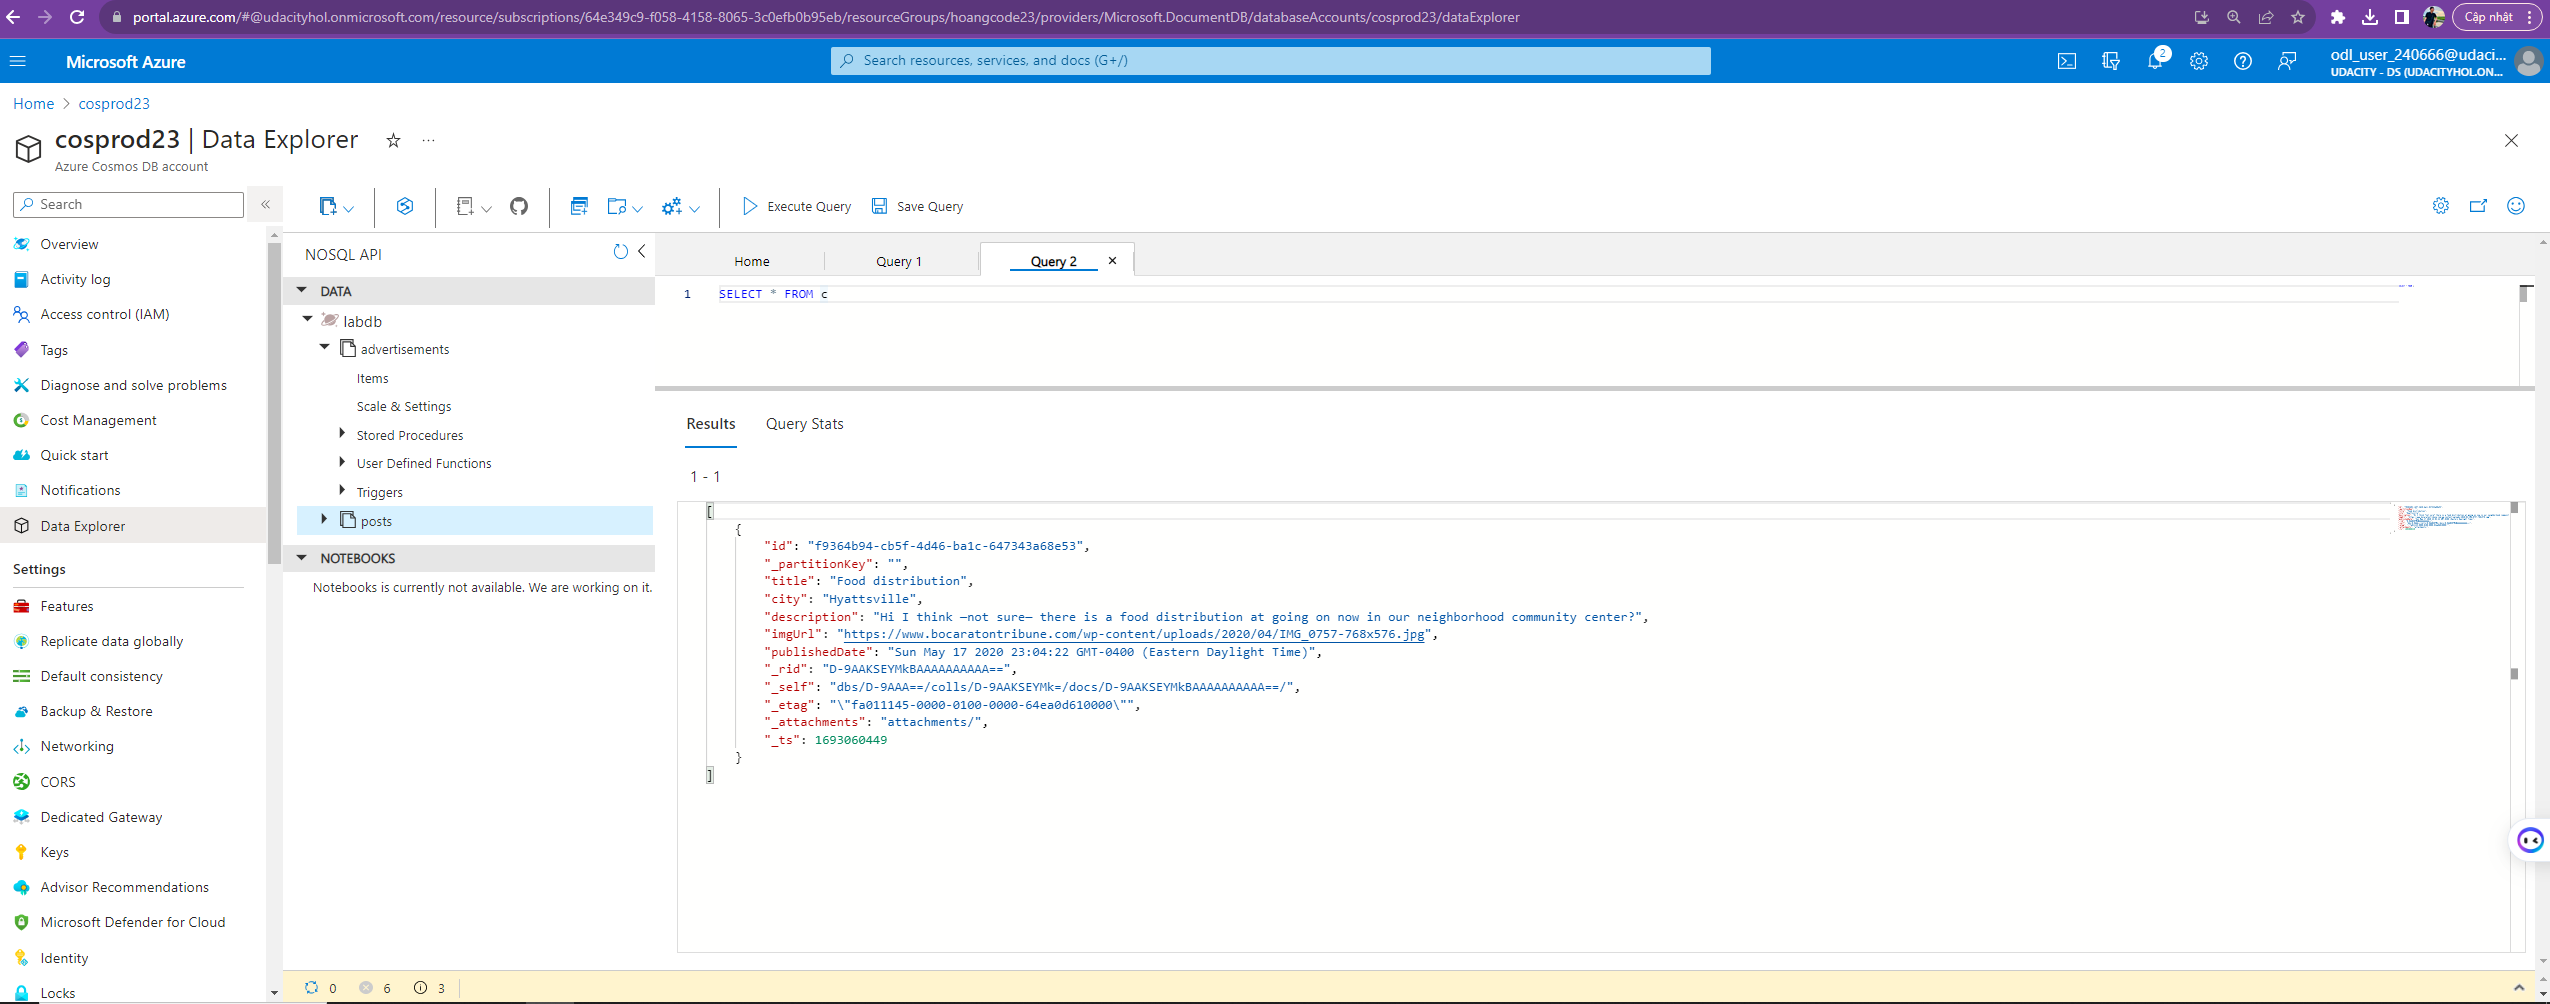 portal.azure.com/#@udacityhol.onmicrosoft.com/resource/subscriptions/64e349c9-f058-4158-8065-3c0efb0b95eb/resourceGroups/hoangcode23/providers/Microsoft.DocumentDB/databaseAccounts/cosprod23/dataExplorer
Cập nhật
Microsoft Azure
Search resources, services, and docs (G+/)
2
odl_user_240666@udaci...
UDACITY - DS (UDACITYHOL.ON...
Home > cosprod23
cosprod23 | Data Explorer
...
Azure Cosmos DB account
Search
«
Overview
Activity log
Access control (IAM)
Tags
Diagnose and solve problems
Cost Management
Quick start
Notifications
Data Explorer
Settings
Features
Replicate data globally
Default consistency
Backup & Restore
Networking
CORS
Dedicated Gateway
Keys
Advisor Recommendations
Microsoft Defender for Cloud
Identity
Locks
Execute Query
Save Query
NOSQL API
DATA
labdb
advertisements
Items
Scale & Settings
Stored Procedures
User Defined Functions
Triggers
posts
NOTEBOOKS
Notebooks is currently not available. We are working on it.
Home
Query 1
Query 2
1 SELECT * FROM c
Results
Query Stats
1 - 1
[
{
"id": "f9364b94-cb5f-4d46-ba1c-647343a68e53",
"_partitionKey": "",
"title": "Food distribution",
"city": "Hyattsville",
"description": "Hi I think —not sure— there is a food distribution at going on now in our neighborhood community center?",
"imgUrl": "https://www.bocaratontribune.com/wp-content/uploads/2020/04/IMG_0757-768x576.jpg",
"publishedDate": "Sun May 17 2020 23:04:22 GMT-0400 (Eastern Daylight Time)",
"_rid": "D-9AAKSEYMkBAAAAAAAAAA==",
"_self": "dbs/D-9AAA==/colls/D-9AAKSEYMk=/docs/D-9AAKSEYMkBAAAAAAAAAA==/",
"_etag": "\"fa011145-0000-0100-0000-64ea0d610000\"",
"_attachments": "attachments/",
"_ts": 1693060449
}
]
0
6
3